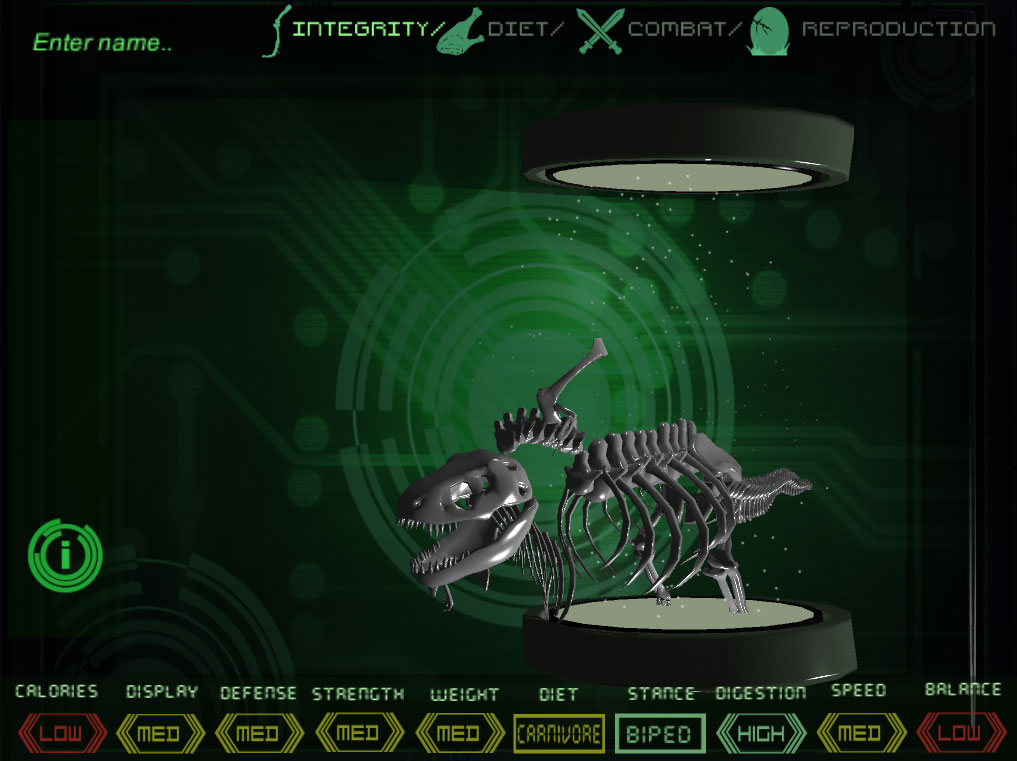 Enter name..
INTEGRITY/ DIET/ COMBAT/ REPRODUCTION
i
CALORIES DISPLAY DEFENSE STRENGTH WEIGHT DIET STANCE DIGESTION SPEED BALANCE
LOW MED MED MED MED CARNIVORE BIPED HIGH MED LOW